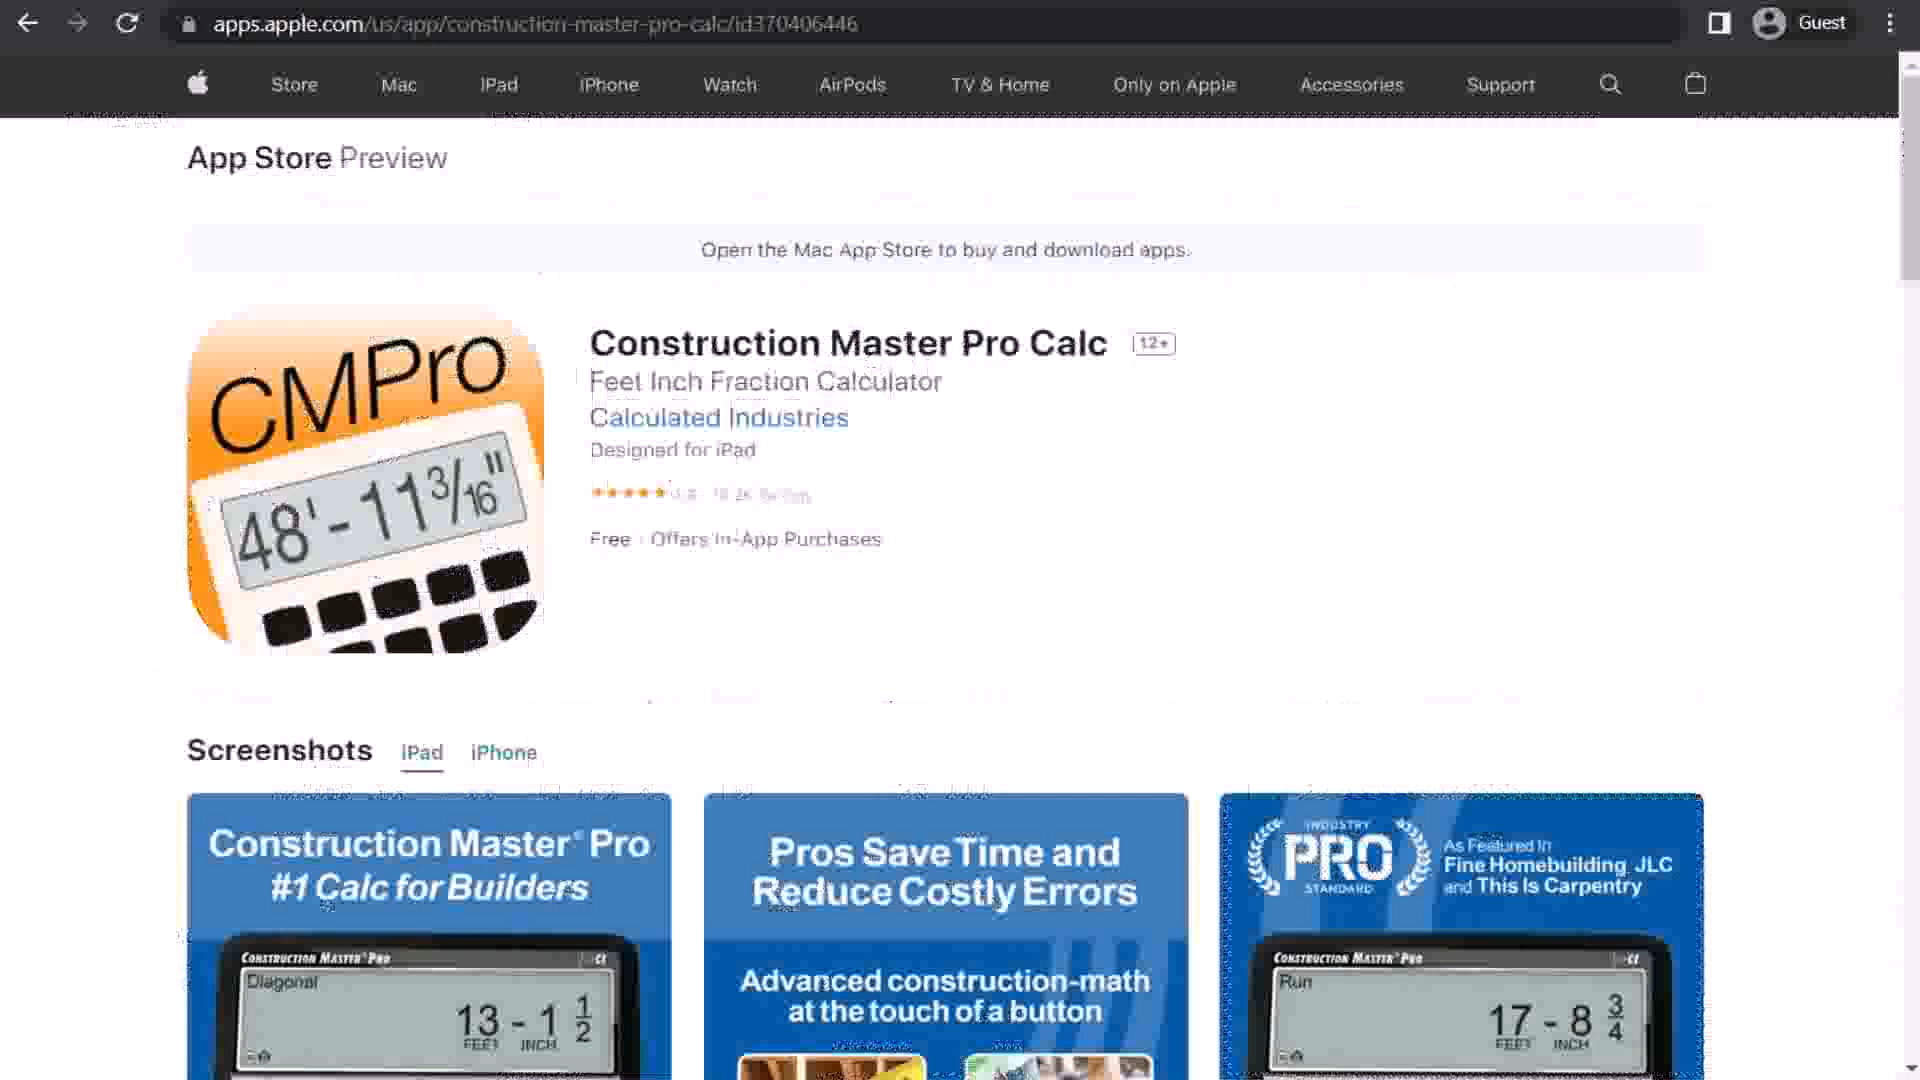 apps.apple.com/us/app/construction-master-pro-calc/id370406446
Guest
Store Mac iPad iPhone Watch AirPods TV & Home Only on Apple Accessories Support
App Store Preview
Open the Mac App Store to buy and download apps.
CMPro
48'-11 3/16"
Construction Master Pro Calc 12+
Feet Inch Fraction Calculator
Calculated Industries
Designed for iPad
Free · Offers In-App Purchases
Screenshots iPad iPhone
Construction Master® Pro
#1 Calc for Builders
CONSTRUCTION MASTER® PRO
Diagonal
13 - 1 1/2
FEET INCH
Pros Save Time and
Reduce Costly Errors
Advanced construction-math
at the touch of a button
INDUSTRY
PRO
STANDARD
As Featured In
Fine Homebuilding, JLC
and This Is Carpentry
CONSTRUCTION MASTER® PRO
Run
17 - 8 3/4
FEET INCH